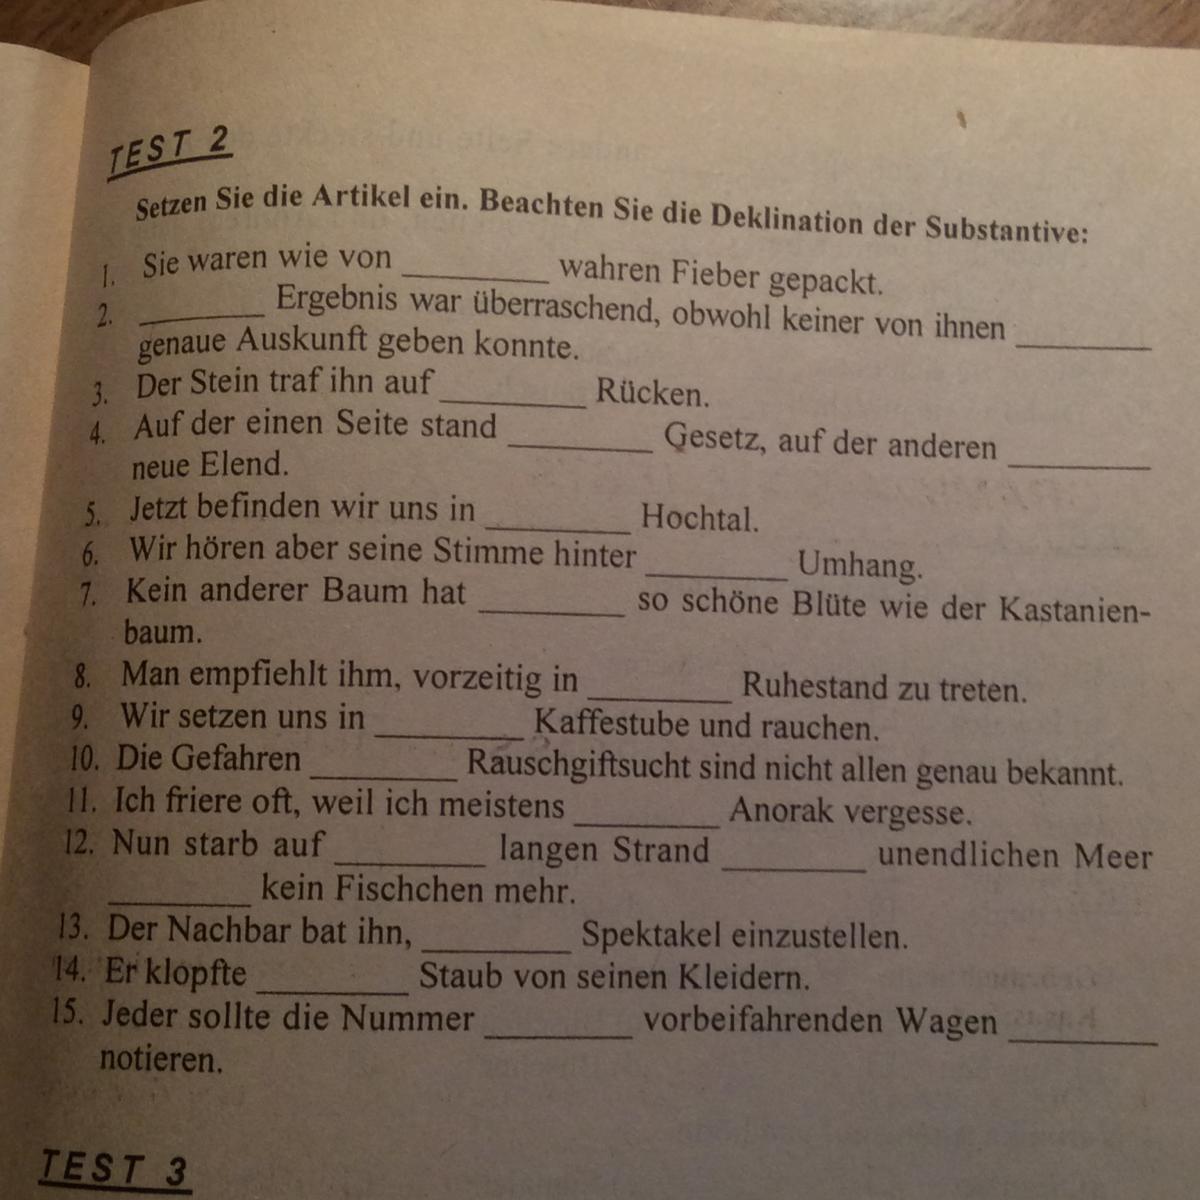 TEST 2
Setzen Sie die Artikel ein. Beachten Sie die Deklination der Substantive:
1. Sie waren wie von ________ wahren Fieber gepackt.
2. ________ Ergebnis war überraschend, obwohl keiner von ihnen ________
genaue Auskunft geben konnte.
3. Der Stein traf ihn auf ________ Rücken.
4. Auf der einen Seite stand ________ Gesetz, auf der anderen ________
neue Elend.
5. Jetzt befinden wir uns in ________ Hochtal.
6. Wir hören aber seine Stimme hinter ________ Umhang.
7. Kein anderer Baum hat ________ so schöne Blüte wie der Kastanien-
baum.
8. Man empfiehlt ihm, vorzeitig in ________ Ruhestand zu treten.
9. Wir setzen uns in ________ Kaffestube und rauchen.
10. Die Gefahren ________ Rauschgiftsucht sind nicht allen genau bekannt.
11. Ich friere oft, weil ich meistens ________ Anorak vergesse.
12. Nun starb auf ________ langen Strand ________ unendlichen Meer
________ kein Fischchen mehr.
13. Der Nachbar bat ihn, ________ Spektakel einzustellen.
14. Er klopfte ________ Staub von seinen Kleidern.
15. Jeder sollte die Nummer ________ vorbeifahrenden Wagen ________
notieren.
TEST 3